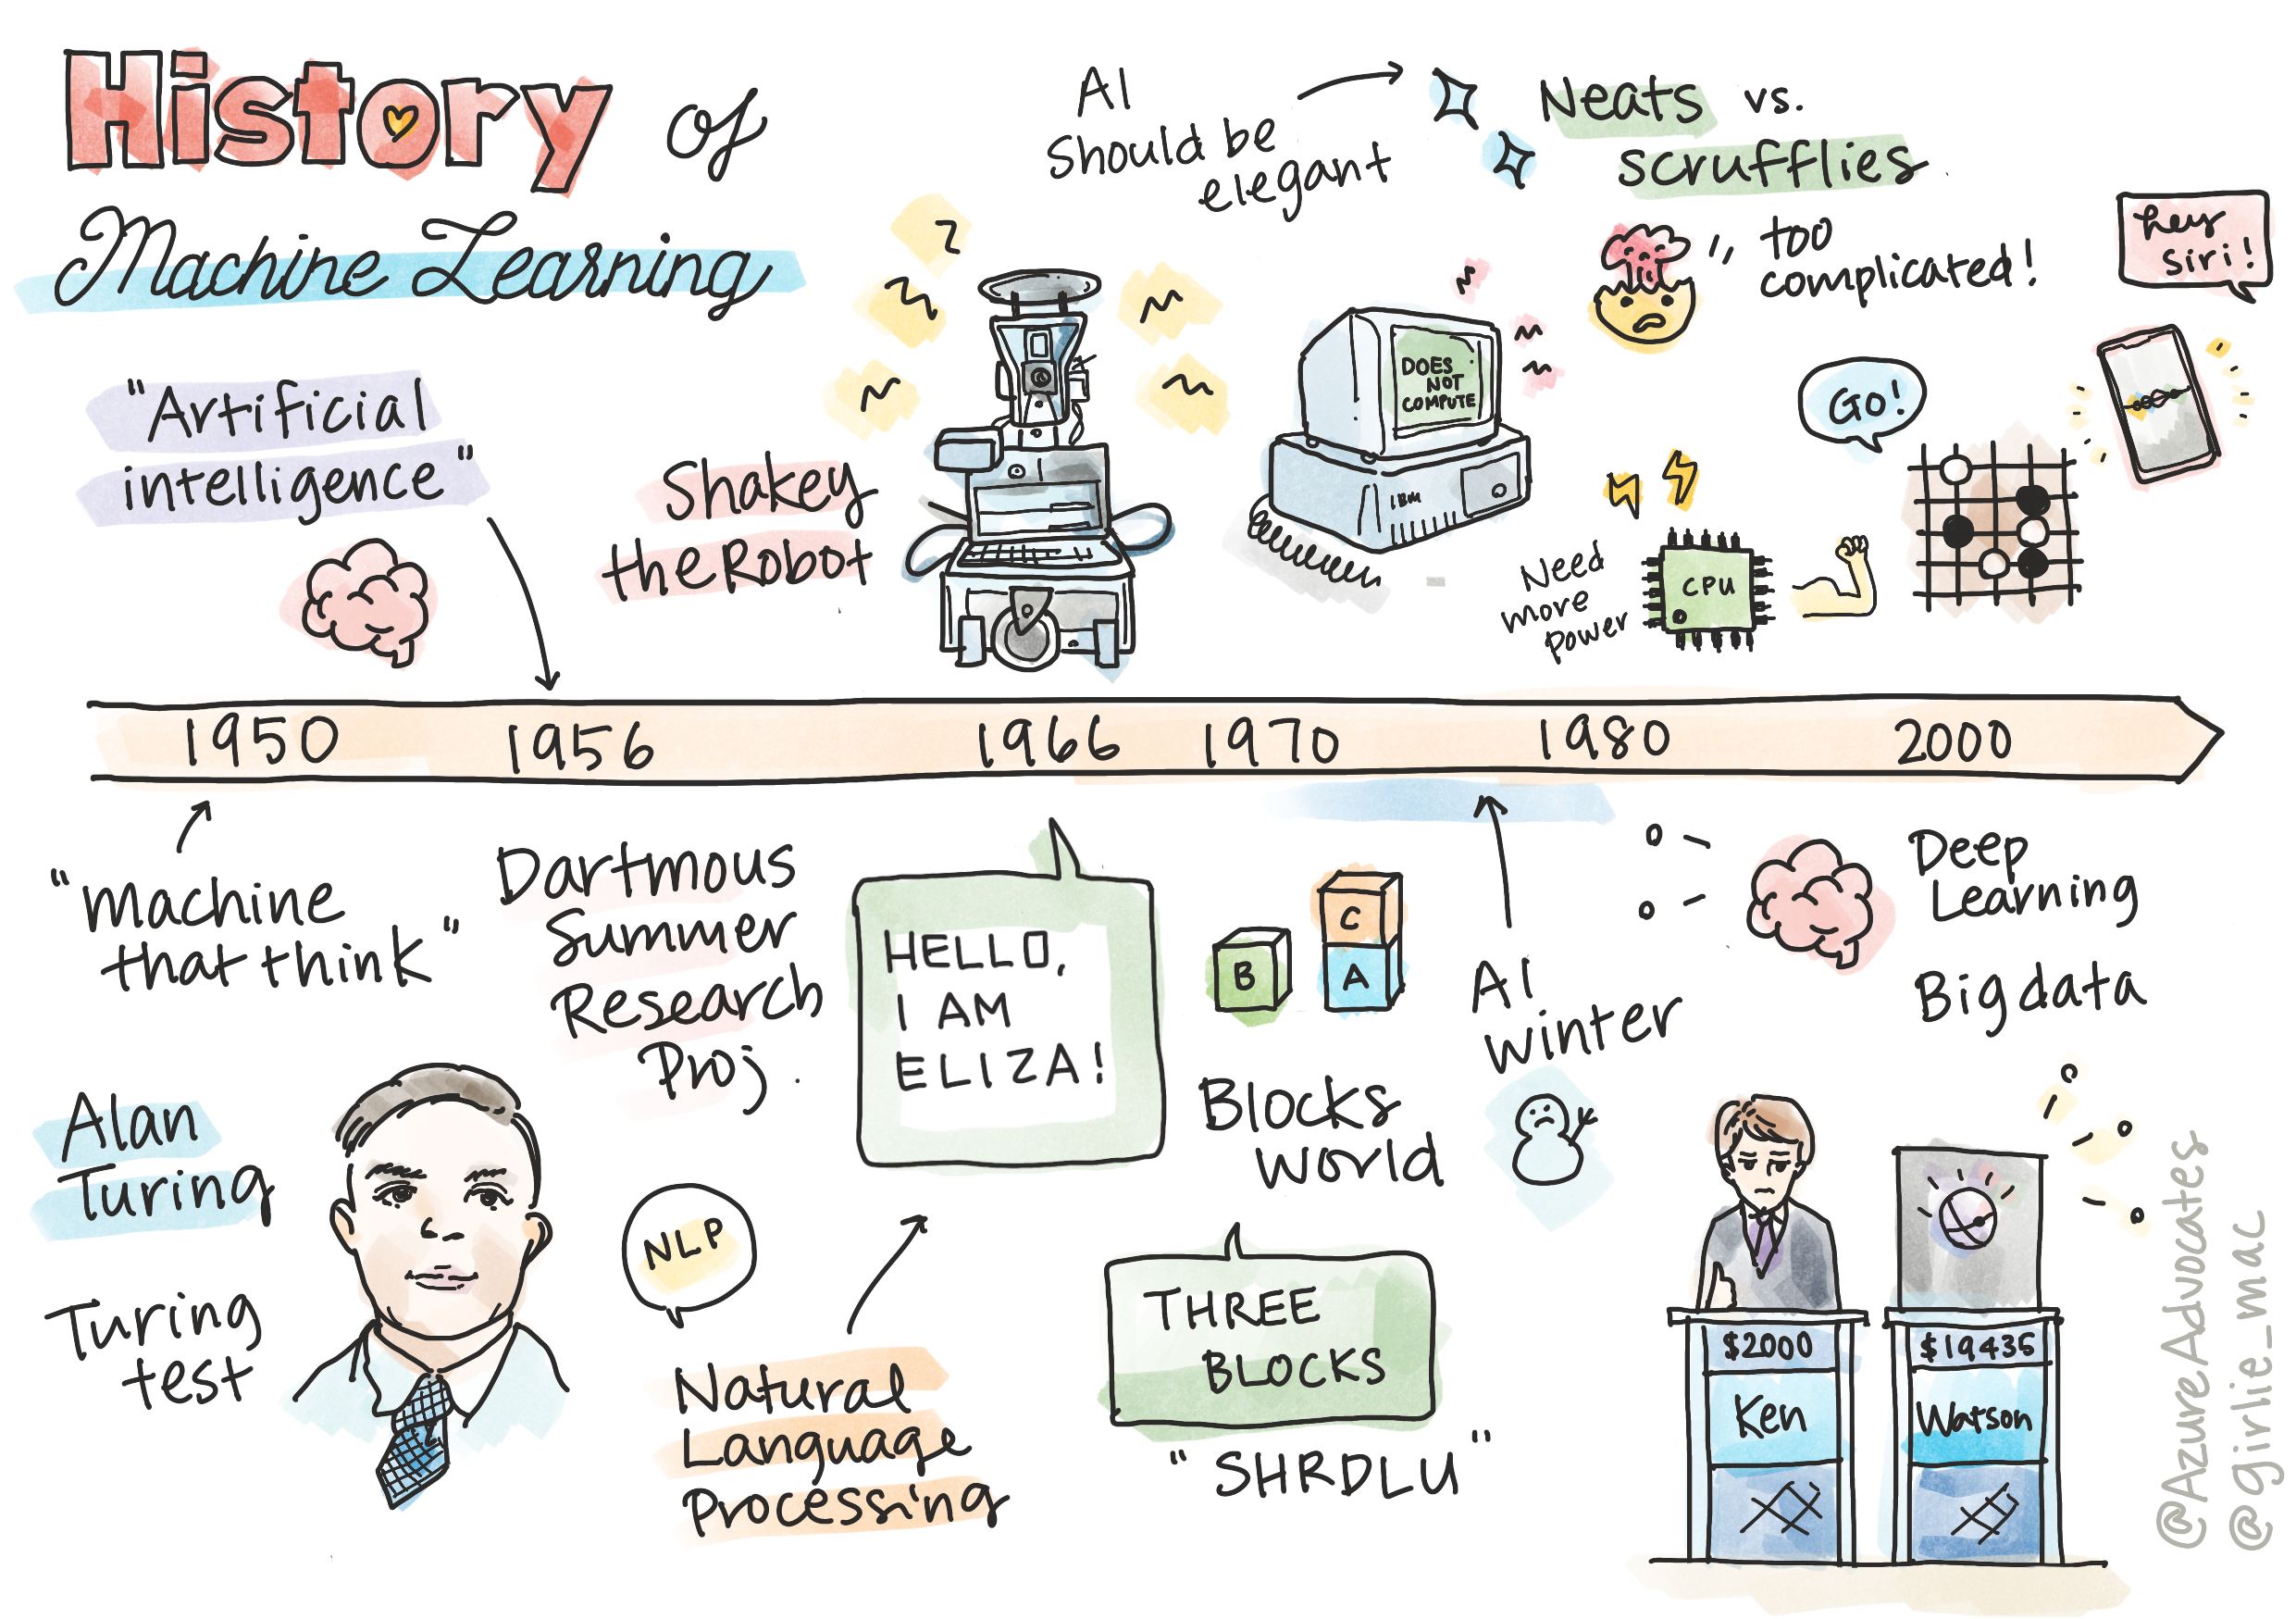 History of
Machine Learning
"Artificial
intelligence"
Shakey
the Robot
AI
Should be
elegant
Neats vs.
scrufflies
too
complicated!
hey
siri!
DOES
NOT
COMPUTE
IBM
GO!
Need
more
power
CPU
1950 1956 1966 1970 1980 2000
"machine
that think"
Alan
Turing
Turing
test
Dartmous
Summer
Research
Proj.
NLP
Natural
Language
Processing
HELLO,
I AM
ELIZA!
B
C
A
Blocks
world
THREE
BLOCKS
"SHRDLU"
AI
winter
Deep
Learning
Big data
$2000
Ken
$19435
Watson
@Azure Advocates
@girlie_mac